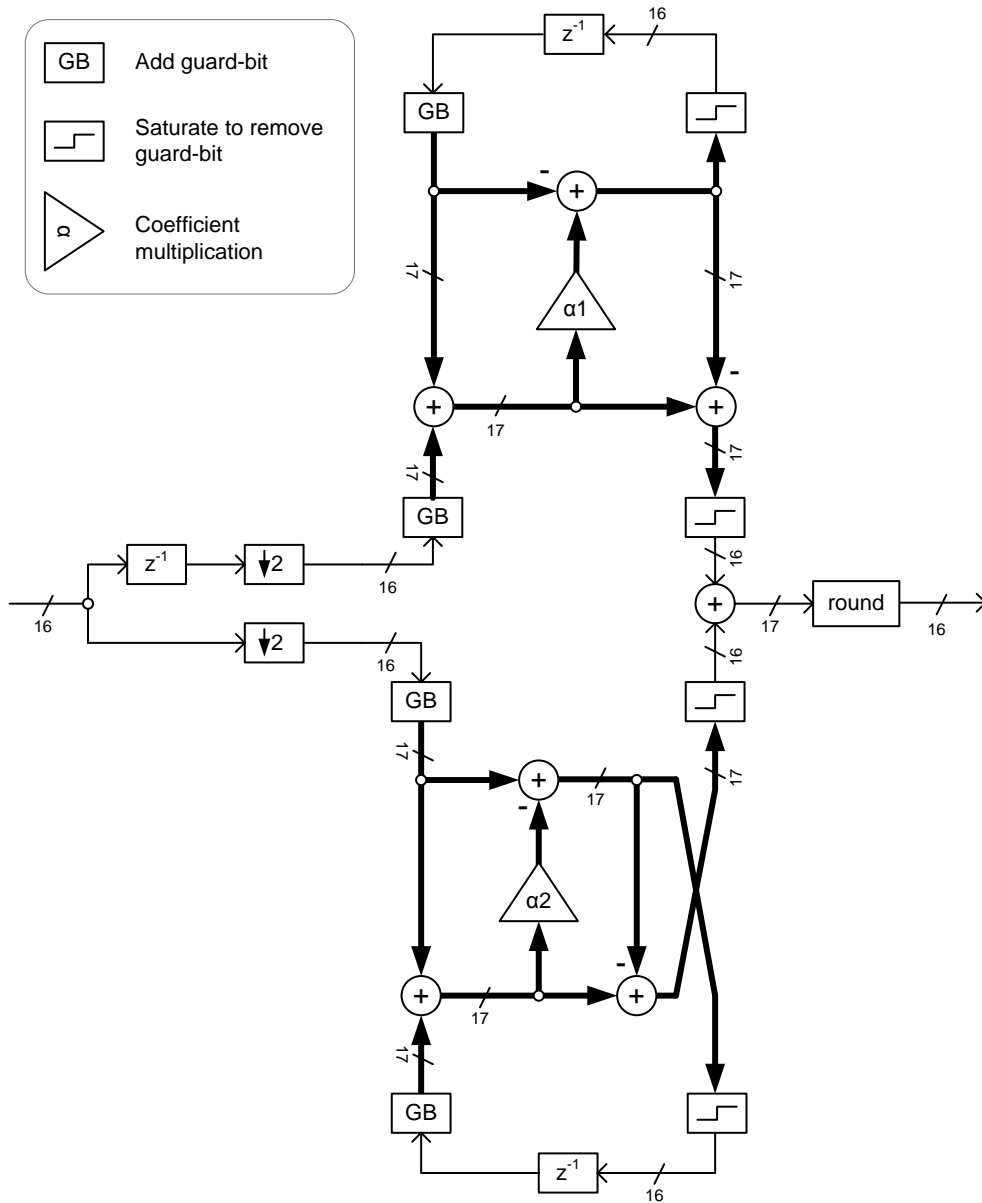 GB
Add guard-bit
Saturate to remove
guard-bit
α
Coefficient
multiplication
16
z-1
GB
-
+
17
17
α1
-
+
+
17
17
17
GB
z-1
↓2
16
16
16
+
17
round
16
↓2
16
16
GB
17
17
+
17
-
α2
-
+
17
+
17
GB
z-1
16